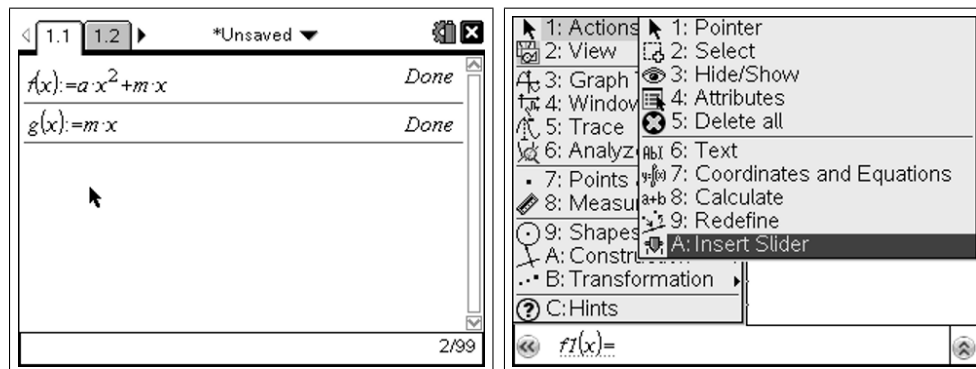 1.1 1.2 *Unsaved
f(x):=a·x²+m·x Done
g(x):=m·x Done
2/99
1: Actions
2: View
3: Graph
4: Window
5: Trace
6: Analyz
7: Points
8: Measu
9: Shapes
A: Constru
B: Transformation
C: Hints
1: Pointer
2: Select
3: Hide/Show
4: Attributes
5: Delete all
6: Text
7: Coordinates and Equations
8: Calculate
9: Redefine
A: Insert Slider
f1(x)=